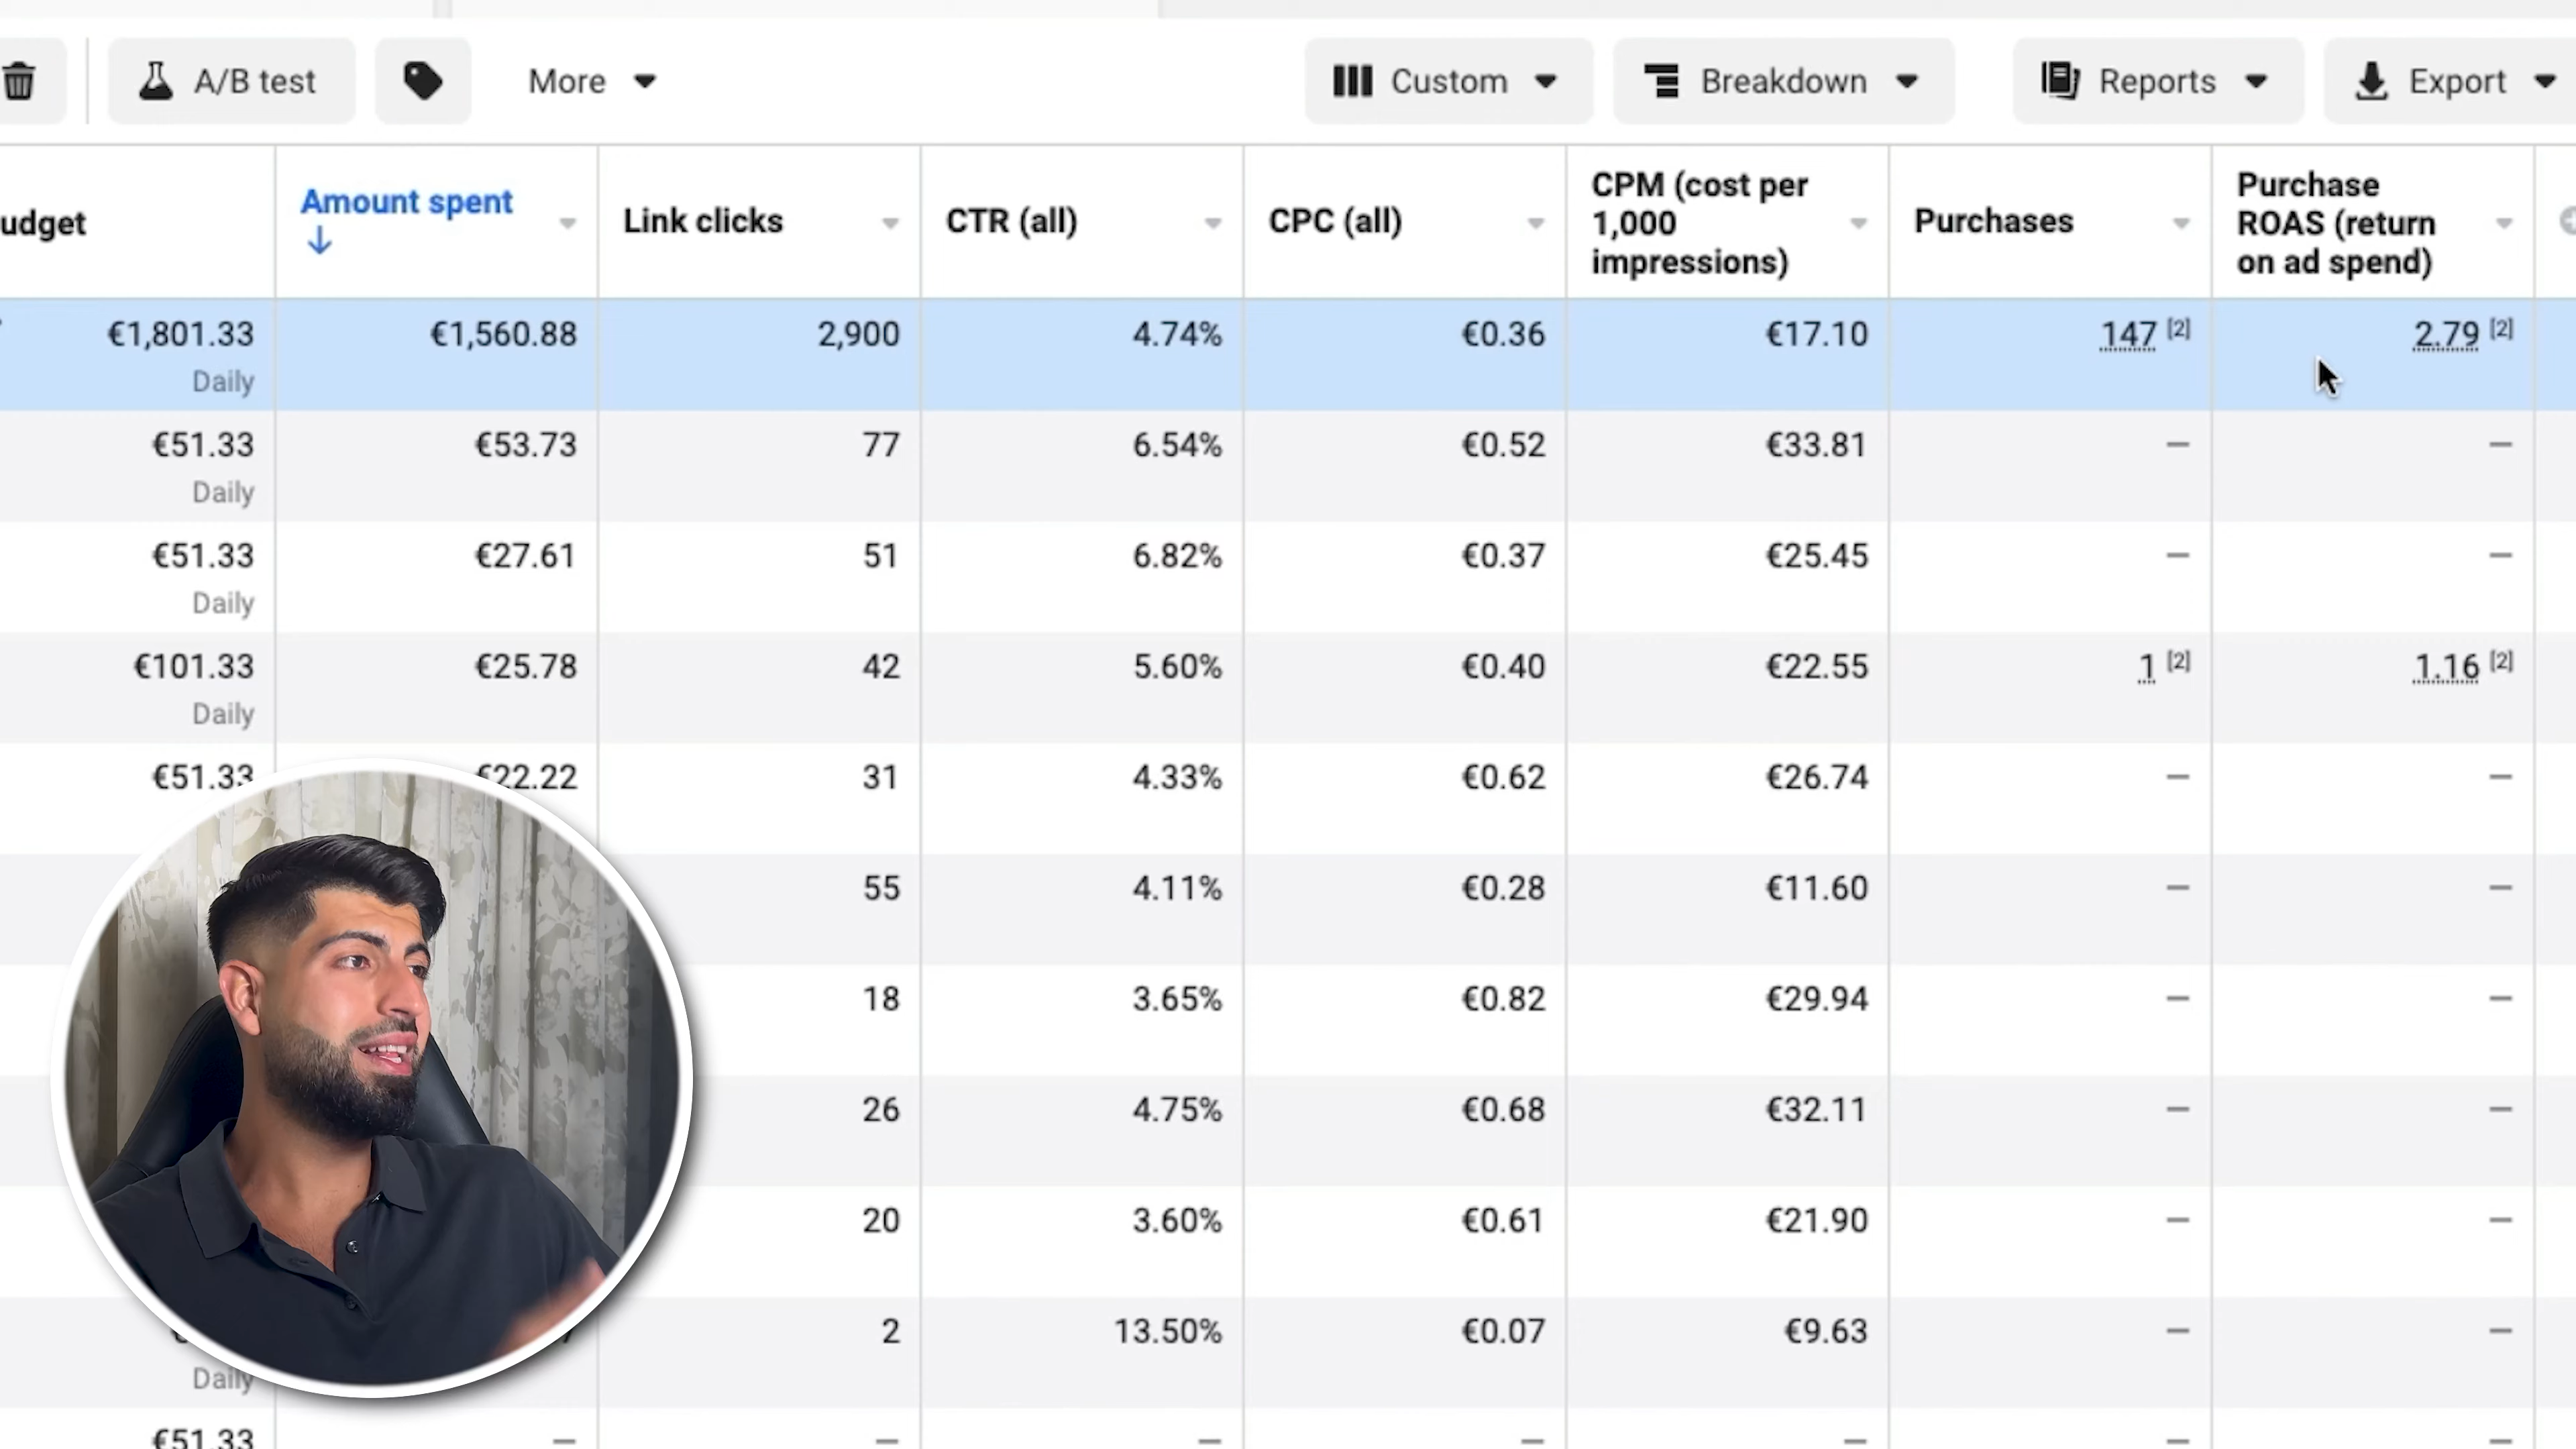 A/B test More Custom Breakdown Reports Export
udget
Amount spent
Link clicks
CTR (all)
CPC (all)
CPM (cost per
1,000
impressions)
Purchases
Purchase
ROAS (return
on ad spend)
€1,801.33 €1,560.88 2,900 4.74% €0.36 €17.10 147 [2] 2.79 [2]
Daily
€51.33 €53.73 77 6.54% €0.52 €33.81 — —
Daily
€51.33 €27.61 51 6.82% €0.37 €25.45 — —
Daily
€101.33 €25.78 42 5.60% €0.40 €22.55 1 [2] 1.16 [2]
Daily
€51.33 €22.22 31 4.33% €0.62 €26.74 — —
55 4.11% €0.28 €11.60 — —
18 3.65% €0.82 €29.94 — —
26 4.75% €0.68 €32.11 — —
20 3.60% €0.61 €21.90 — —
2 13.50% €0.07 €9.63 — —
Daily
€51.33 — — — — — — —